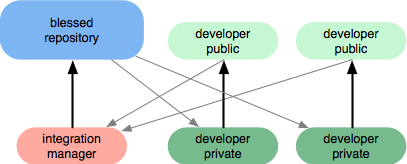 blessed
repository
developer
public
developer
public
integration
manager
developer
private
developer
private